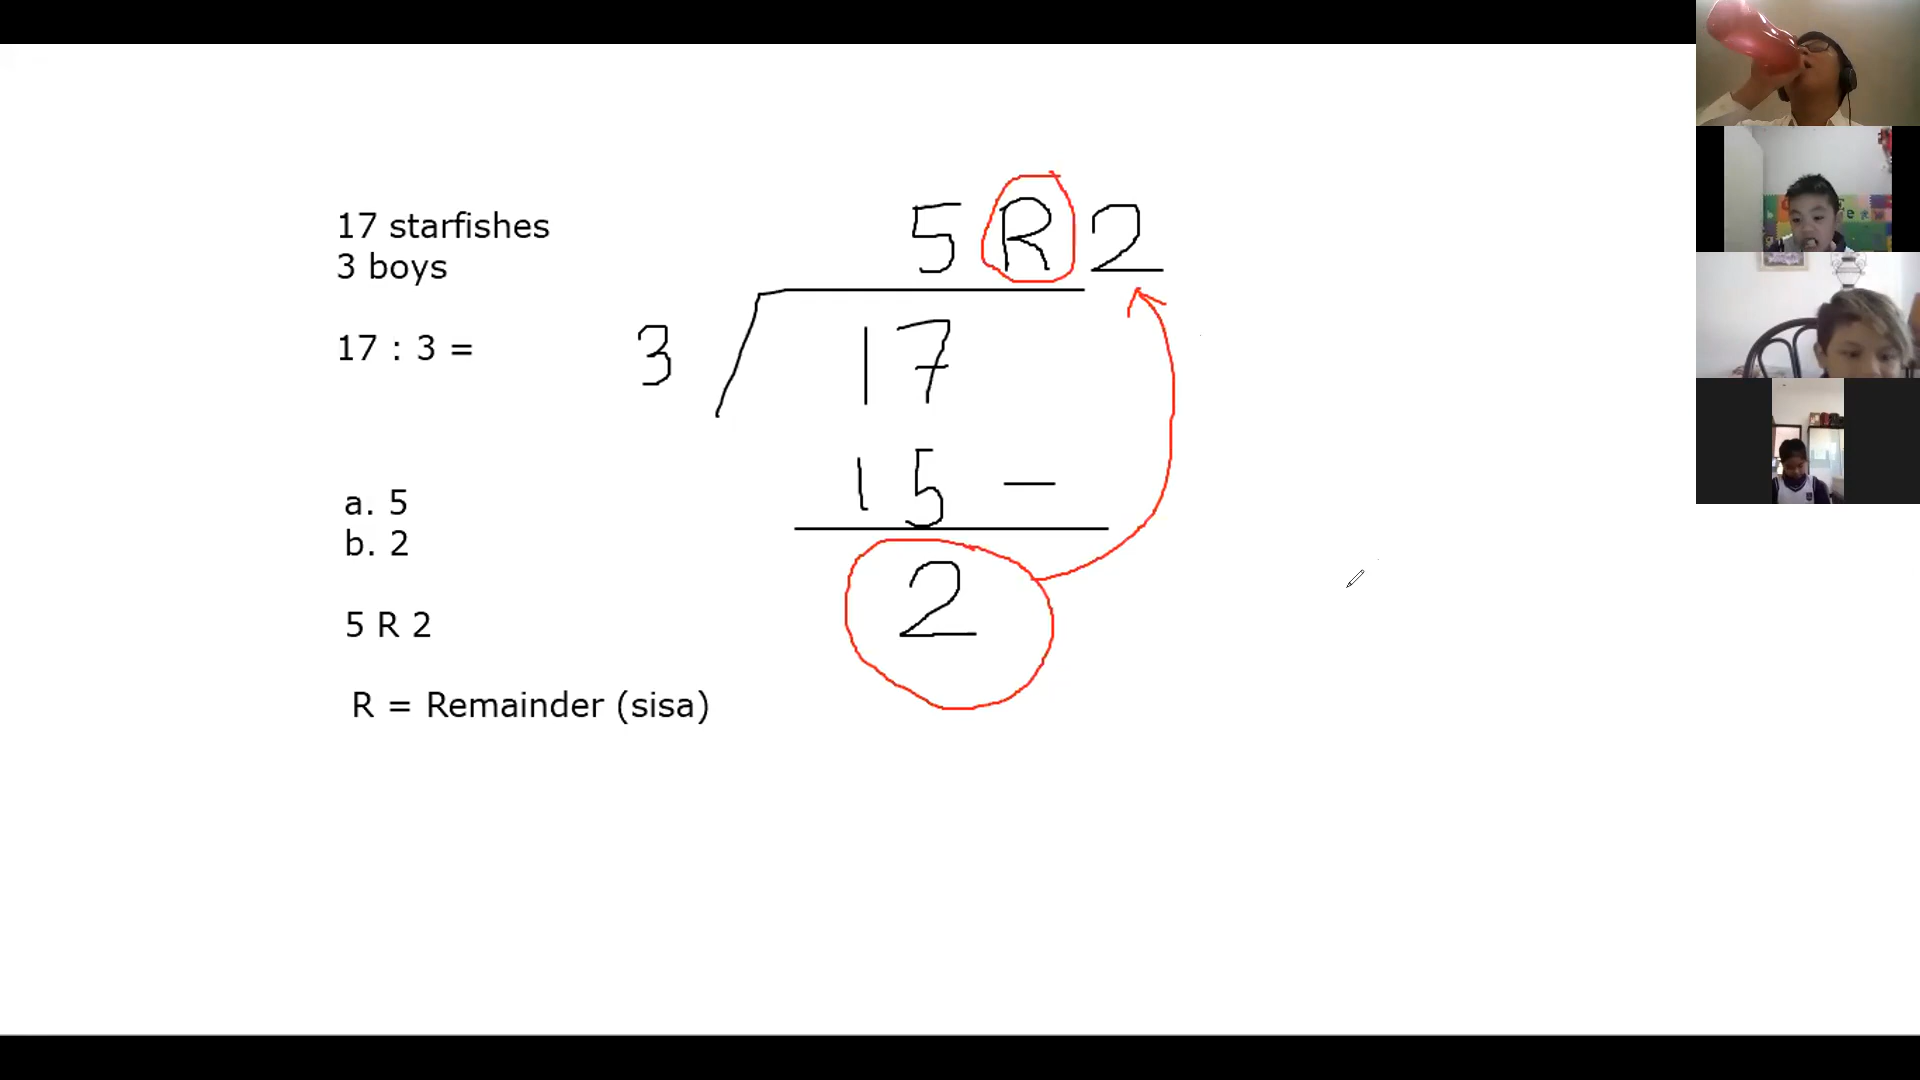 17 starfishes
3 boys
17 : 3 =
a. 5
b. 2
5 R 2
R = Remainder (sisa)
5 R 2
3 17
15 -
2